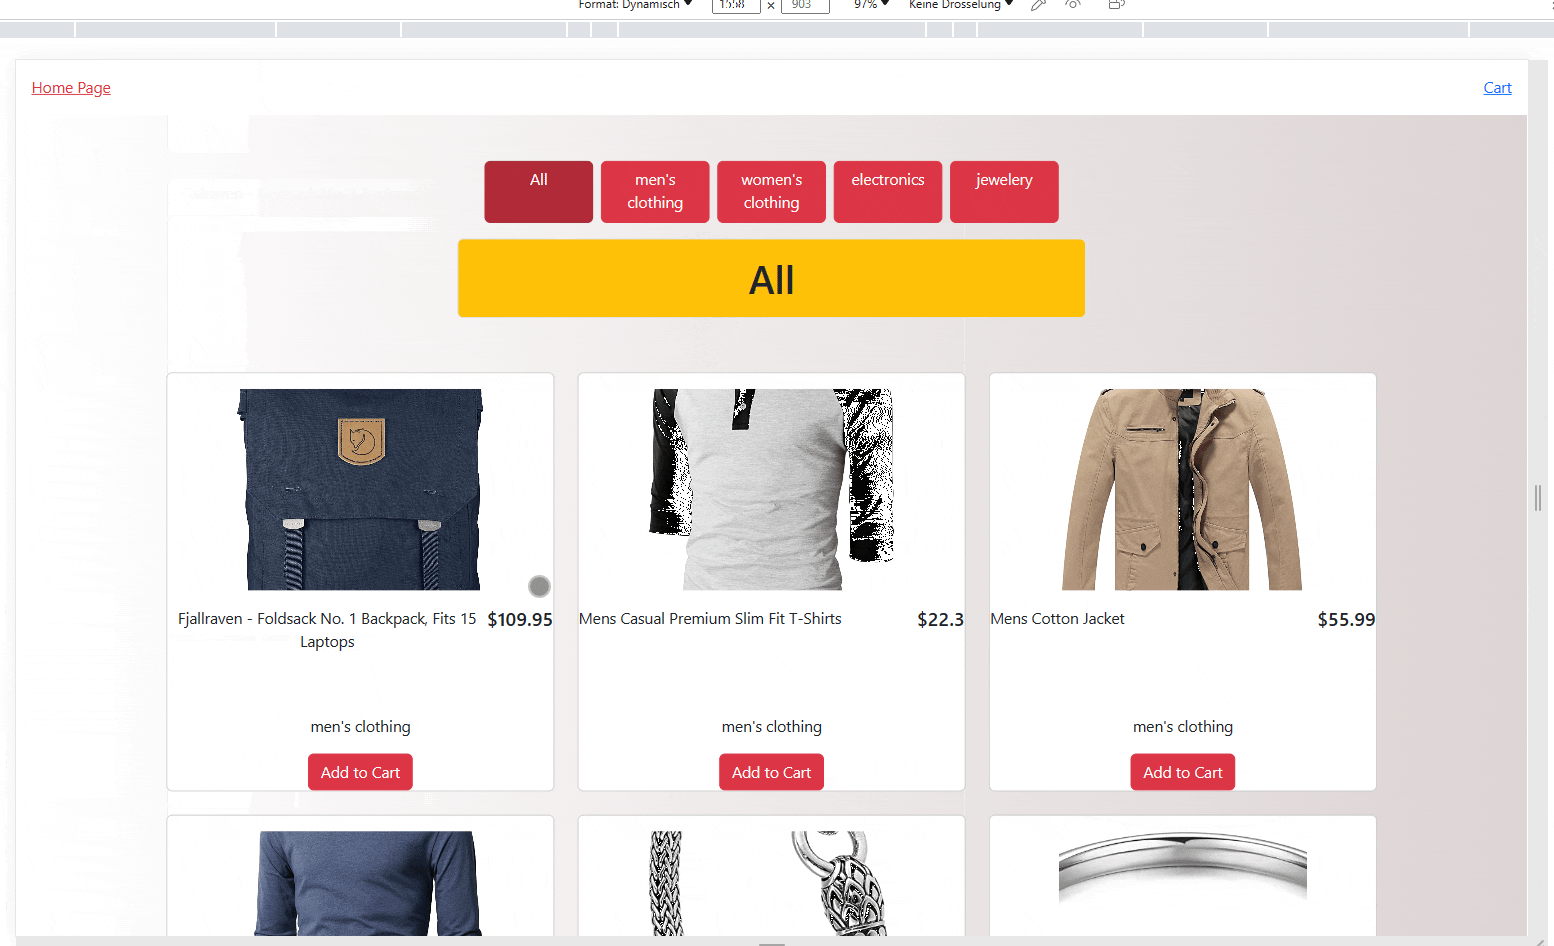 Format: Dynamisch 1558 × 903 97% Keine Drosselung
Home Page Cart
All men's clothing women's clothing electronics jewelery
All
Fjallraven - Foldsack No. 1 Backpack, Fits 15 Laptops $109.95
Mens Casual Premium Slim Fit T-Shirts $22.3
Mens Cotton Jacket $55.99
men's clothing men's clothing men's clothing
Add to Cart Add to Cart Add to Cart